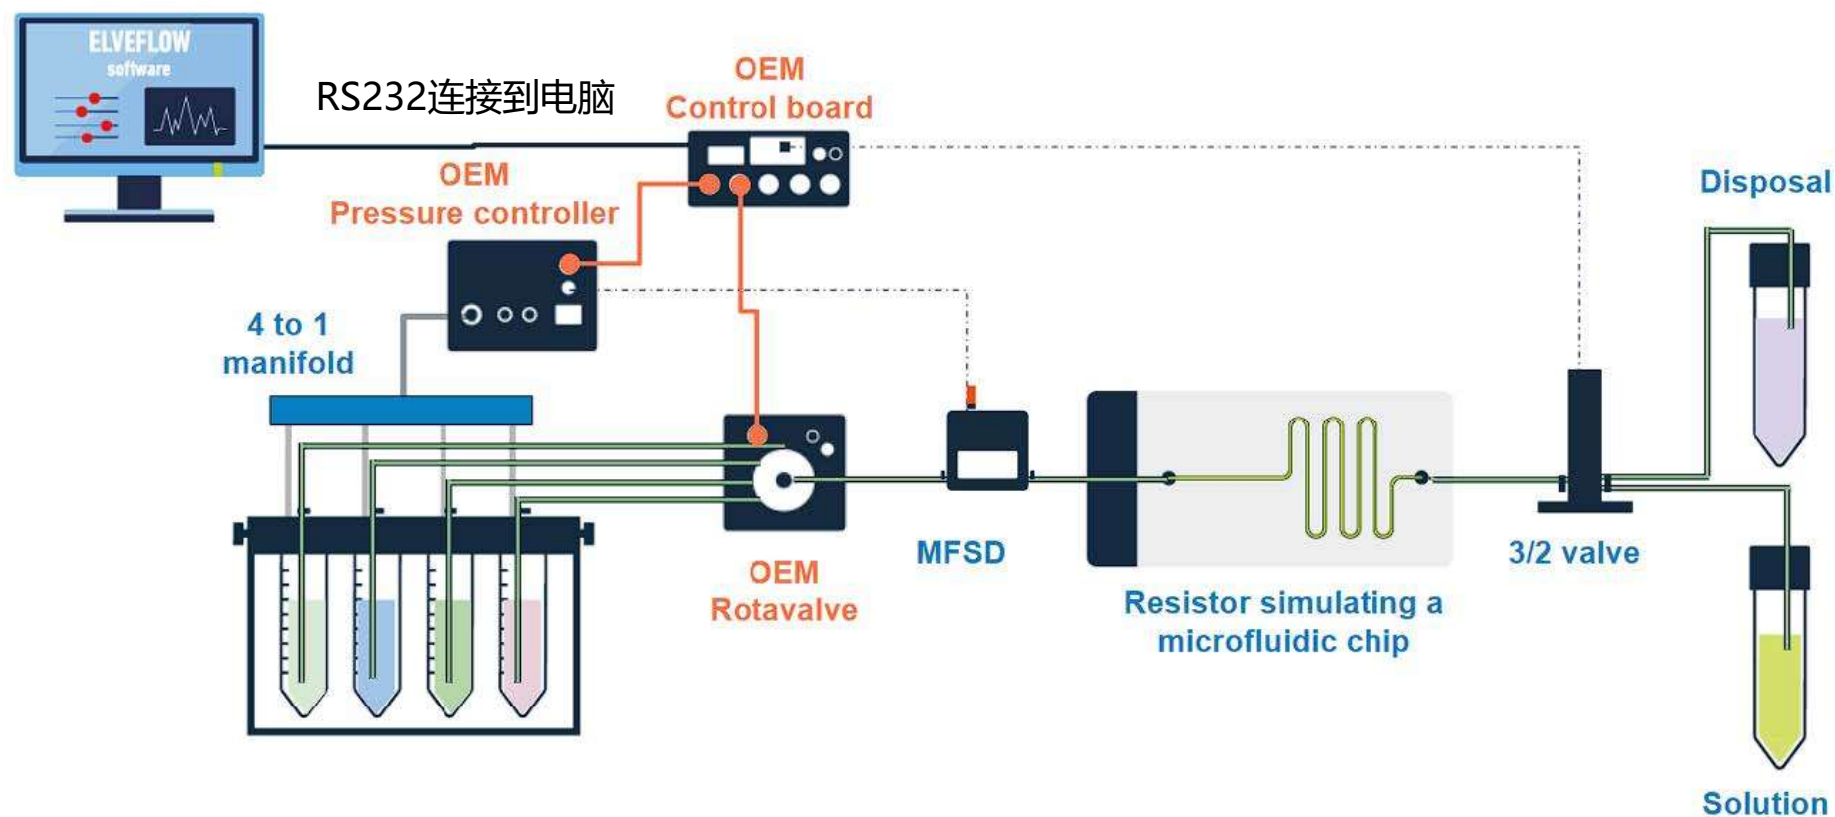 ELVEFLOW
software
RS232连接到电脑
OEM
Control board
OEM
Pressure controller
Disposal
4 to 1
manifold
MFSD
3/2 valve
OEM
Rotavalve
Resistor simulating a
microfluidic chip
Solution